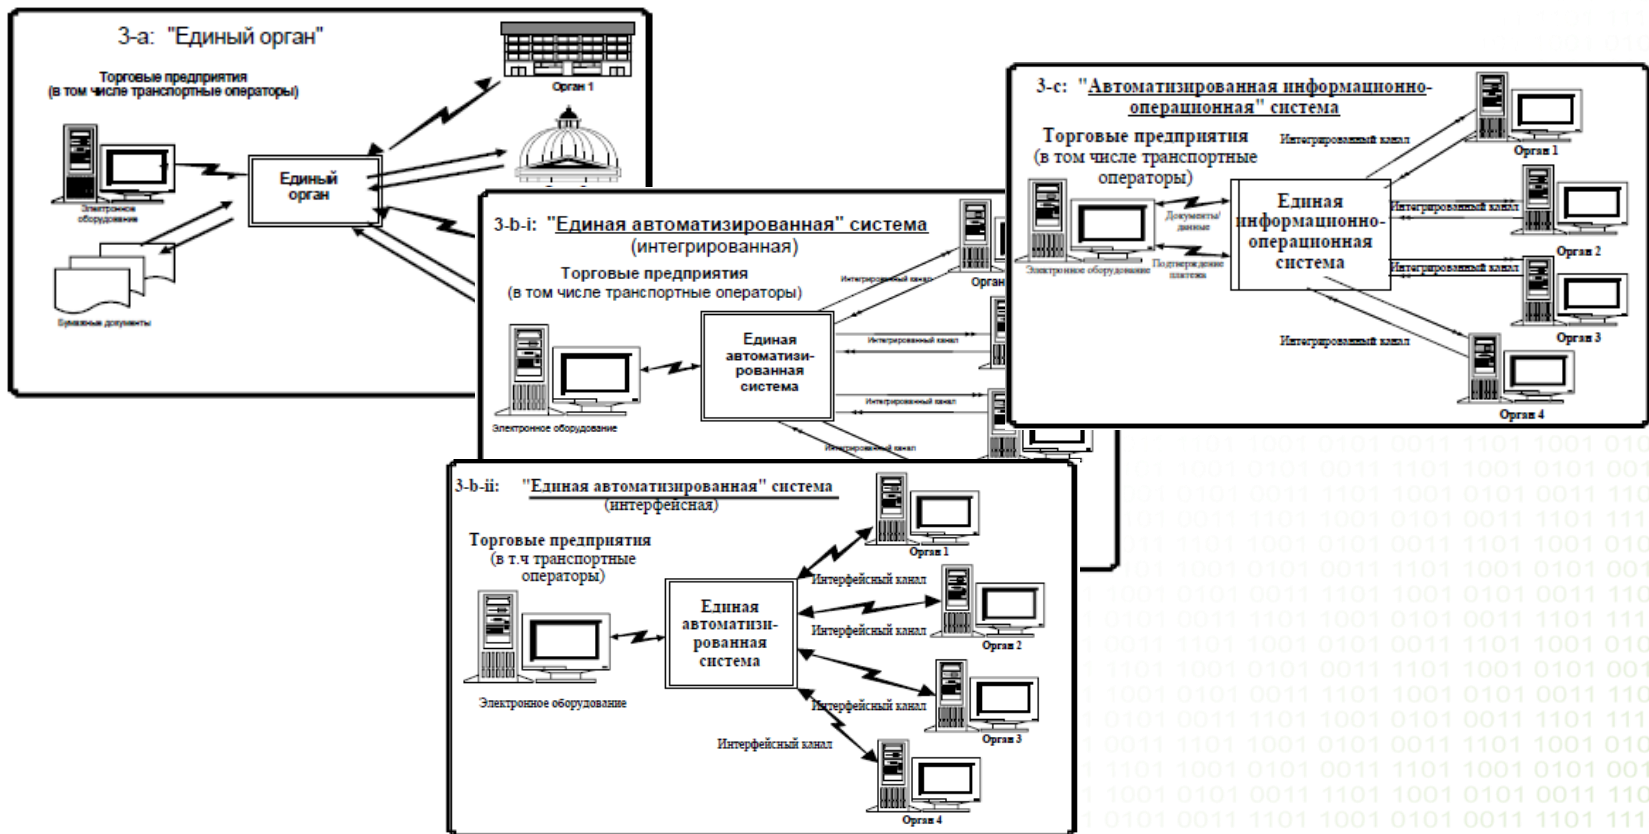 3-a: "Единый орган"
Торговые предприятия
(в том числе транспортные операторы)
Орган 1
Единый
орган
Электронное
оборудование
Бумажные документы
3-b-i: "Единая автоматизированная" система
(интегрированная)
Торговые предприятия
(в том числе транспортные операторы)
Интегрированный канал
Орган
Единая
автоматизи-
рованная
система
Интегрированный канал
Интегрированный канал
Электронное оборудование
Интегрированный канал
3-c: "Автоматизированная информационно-
операционная" система
Торговые предприятия
(в том числе транспортные
операторы)
Интегрированный канал
Орган 1
Единая
информационно-
операционная
система
Документы/
данные
Интегрированный канал
Орган 2
Электронное оборудование
Подтверждение
платежа
Интегрированный канал
Орган 3
Интегрированный канал
Орган 4
3-b-ii: "Единая автоматизированная" система
(интерфейсная)
Торговые предприятия
(в т.ч транспортные
операторы)
Орган 1
Интерфейсный канал
Единая
автоматизи-
рованная
система
Интерфейсный канал
Орган 2
Электронное оборудование
Интерфейсный канал
Орган 3
Интерфейсный канал
Орган 4